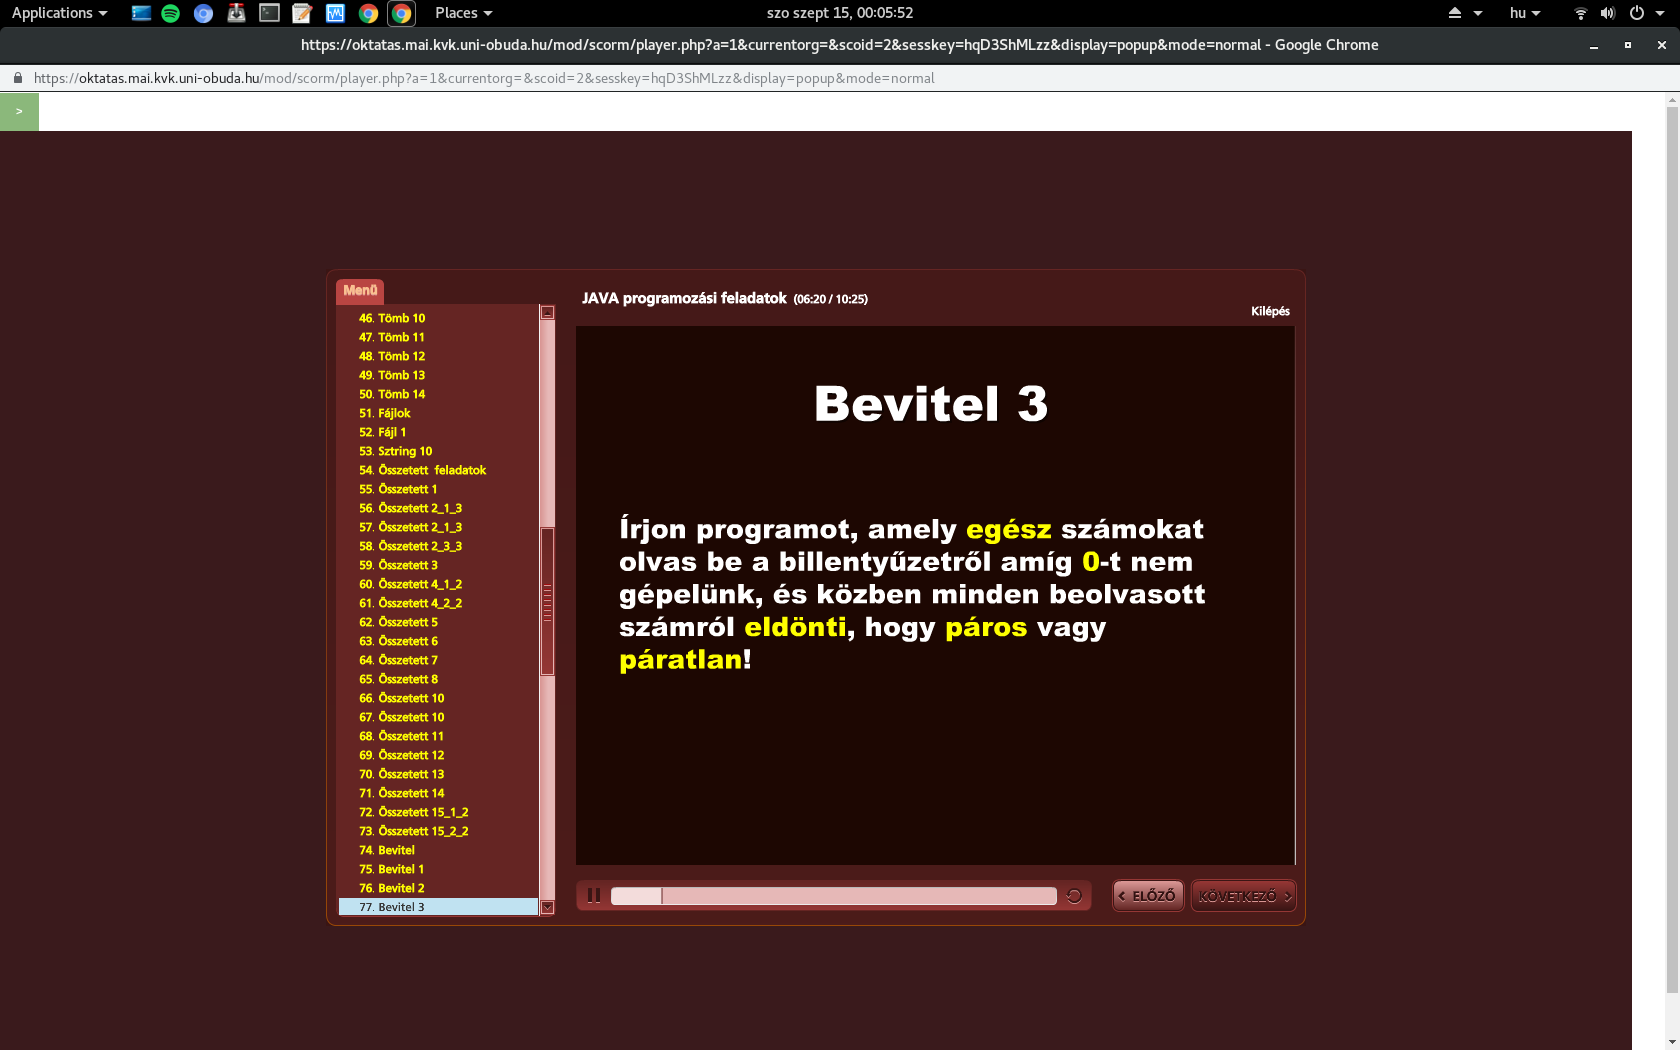 Applications
Places
szo szept 15, 00:05:52
hu
https://oktatas.mai.kvk.uni-obuda.hu/mod/scorm/player.php?a=1&currentorg=&scoid=2&sesskey=hqD3ShMLzz&display=popup&mode=normal - Google Chrome
https://oktatas.mai.kvk.uni-obuda.hu/mod/scorm/player.php?a=1&currentorg=&scoid=2&sesskey=hqD3ShMLzz&display=popup&mode=normal
>
Menü
46. Tömb 10
47. Tömb 11
48. Tömb 12
49. Tömb 13
50. Tömb 14
51. Fájlok
52. Fájl 1
53. Sztring 10
54. Összetett feladatok
55. Összetett 1
56. Összetett 2_1_3
57. Összetett 2_1_3
58. Összetett 2_3_3
59. Összetett 3
60. Összetett 4_1_2
61. Összetett 4_2_2
62. Összetett 5
63. Összetett 6
64. Összetett 7
65. Összetett 8
66. Összetett 10
67. Összetett 10
68. Összetett 11
69. Összetett 12
70. Összetett 13
71. Összetett 14
72. Összetett 15_1_2
73. Összetett 15_2_2
74. Bevitel
75. Bevitel 1
76. Bevitel 2
77. Bevitel 3
JAVA programozási feladatok (06:20 / 10:25)
Kilépés
Bevitel 3
Írjon programot, amely egész számokat
olvas be a billentyűzetről amíg 0-t nem
gépelünk, és közben minden beolvasott
számról eldönti, hogy páros vagy
páratlan!
< ELŐZŐ
KÖVETKEZŐ >